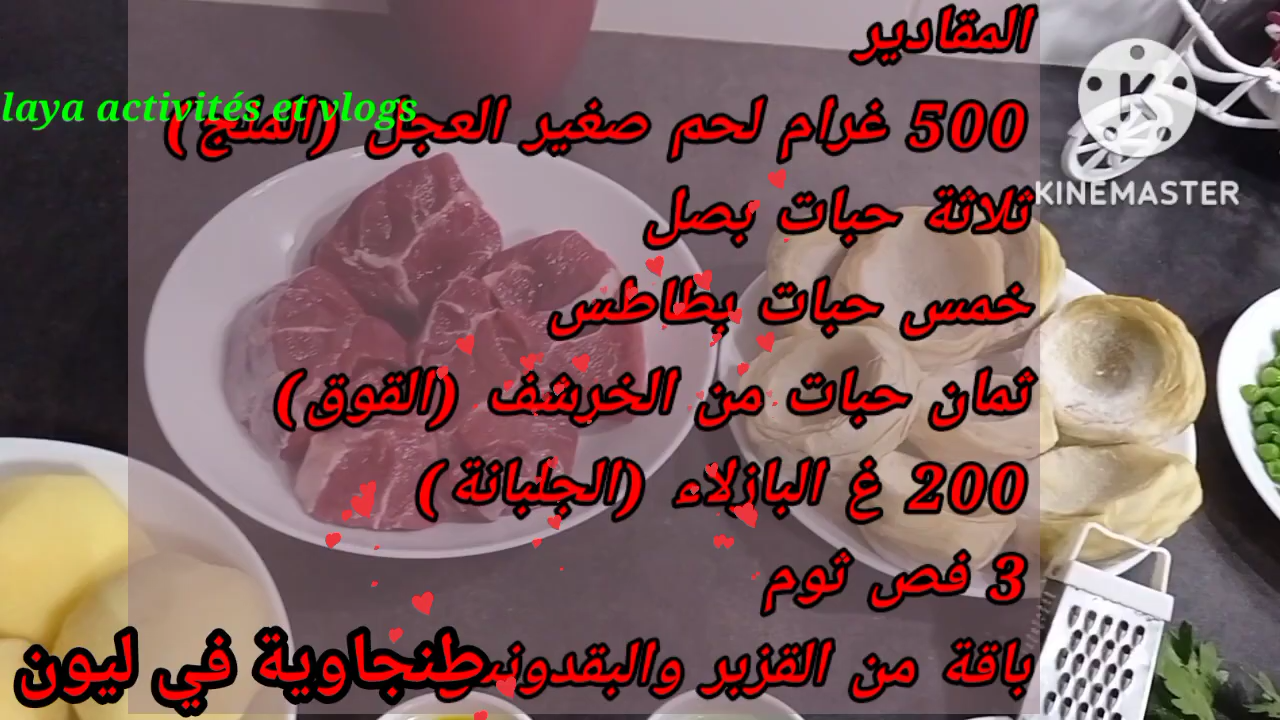 المقادير
laya activités et vlogs
500 غرام لحم صغير العجل (الملج)
KINEMASTER
ثلاثة حبات بصل
خمس حبات بطاطس
ثمان حبات من الخرشف (القوق)
200 غ البازلاء (الجلبانة)
3 فص ثوم
باقة من القزبر والبقدونس
طنجاوية في ليون